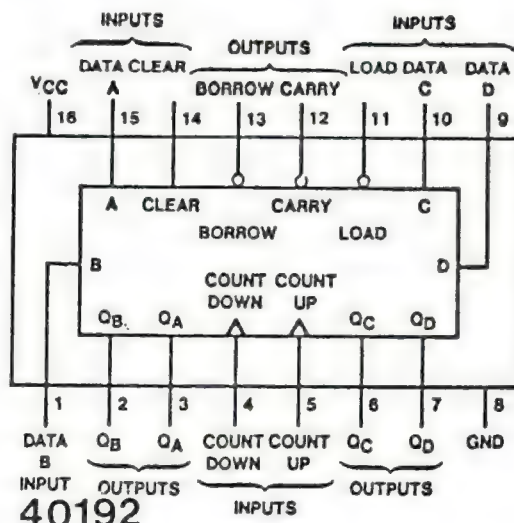 INPUTS
OUTPUTS
INPUTS
DATA CLEAR
BORROW CARRY
LOAD DATA DATA
VCC A C D
16 15 14 13 12 11 10 9
A CLEAR CARRY C
BORROW LOAD
B D
COUNT COUNT
DOWN UP
QB QA QC QD
1 2 3 4 5 6 7 8
DATA QB QA COUNT COUNT QC QD GND
B DOWN UP
INPUT OUTPUTS INPUTS OUTPUTS
40192